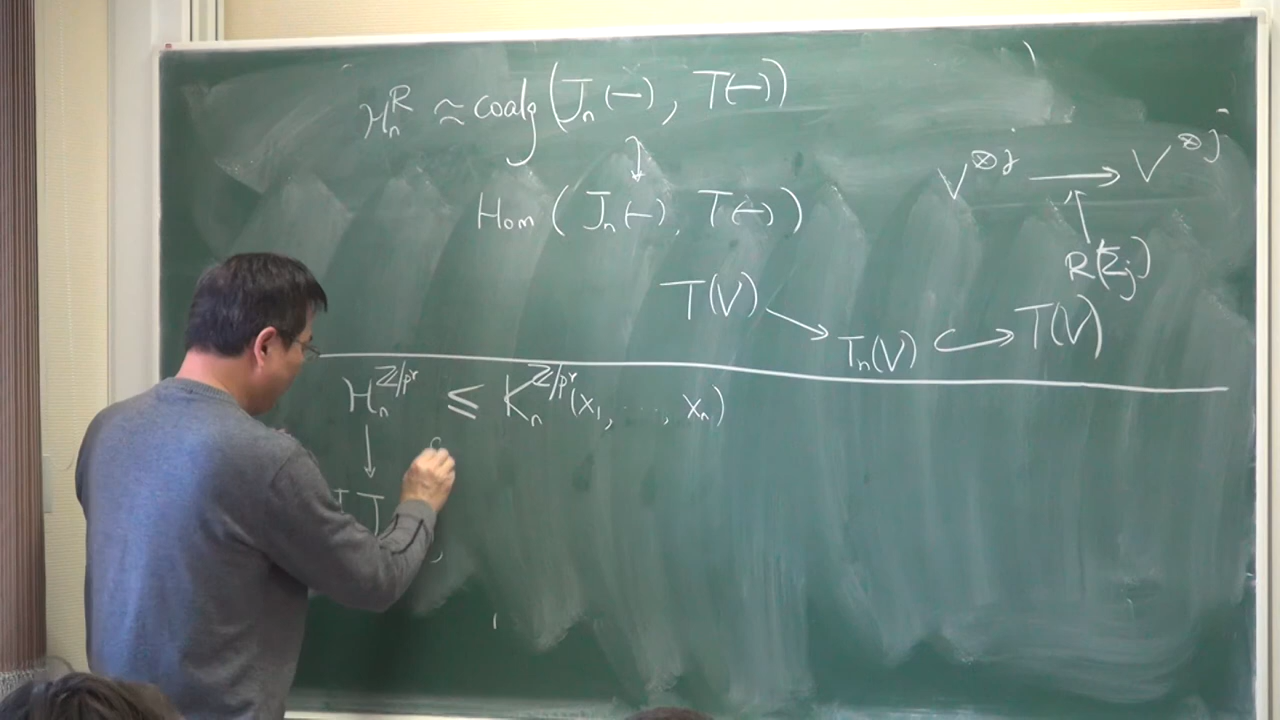 H_n^R ≈ coalg(J_n(-), T(-))
↕
Hom(J_n(-), T(-))
V^{⊗j} → V^{⊗j}
↑
R(Σ_j)
T(V) → T_n(V) ↪ T(V)
H_n^{Z/p^r} ≤ K_n^{Z/p^r}(x_1, ..., x_n)
↓